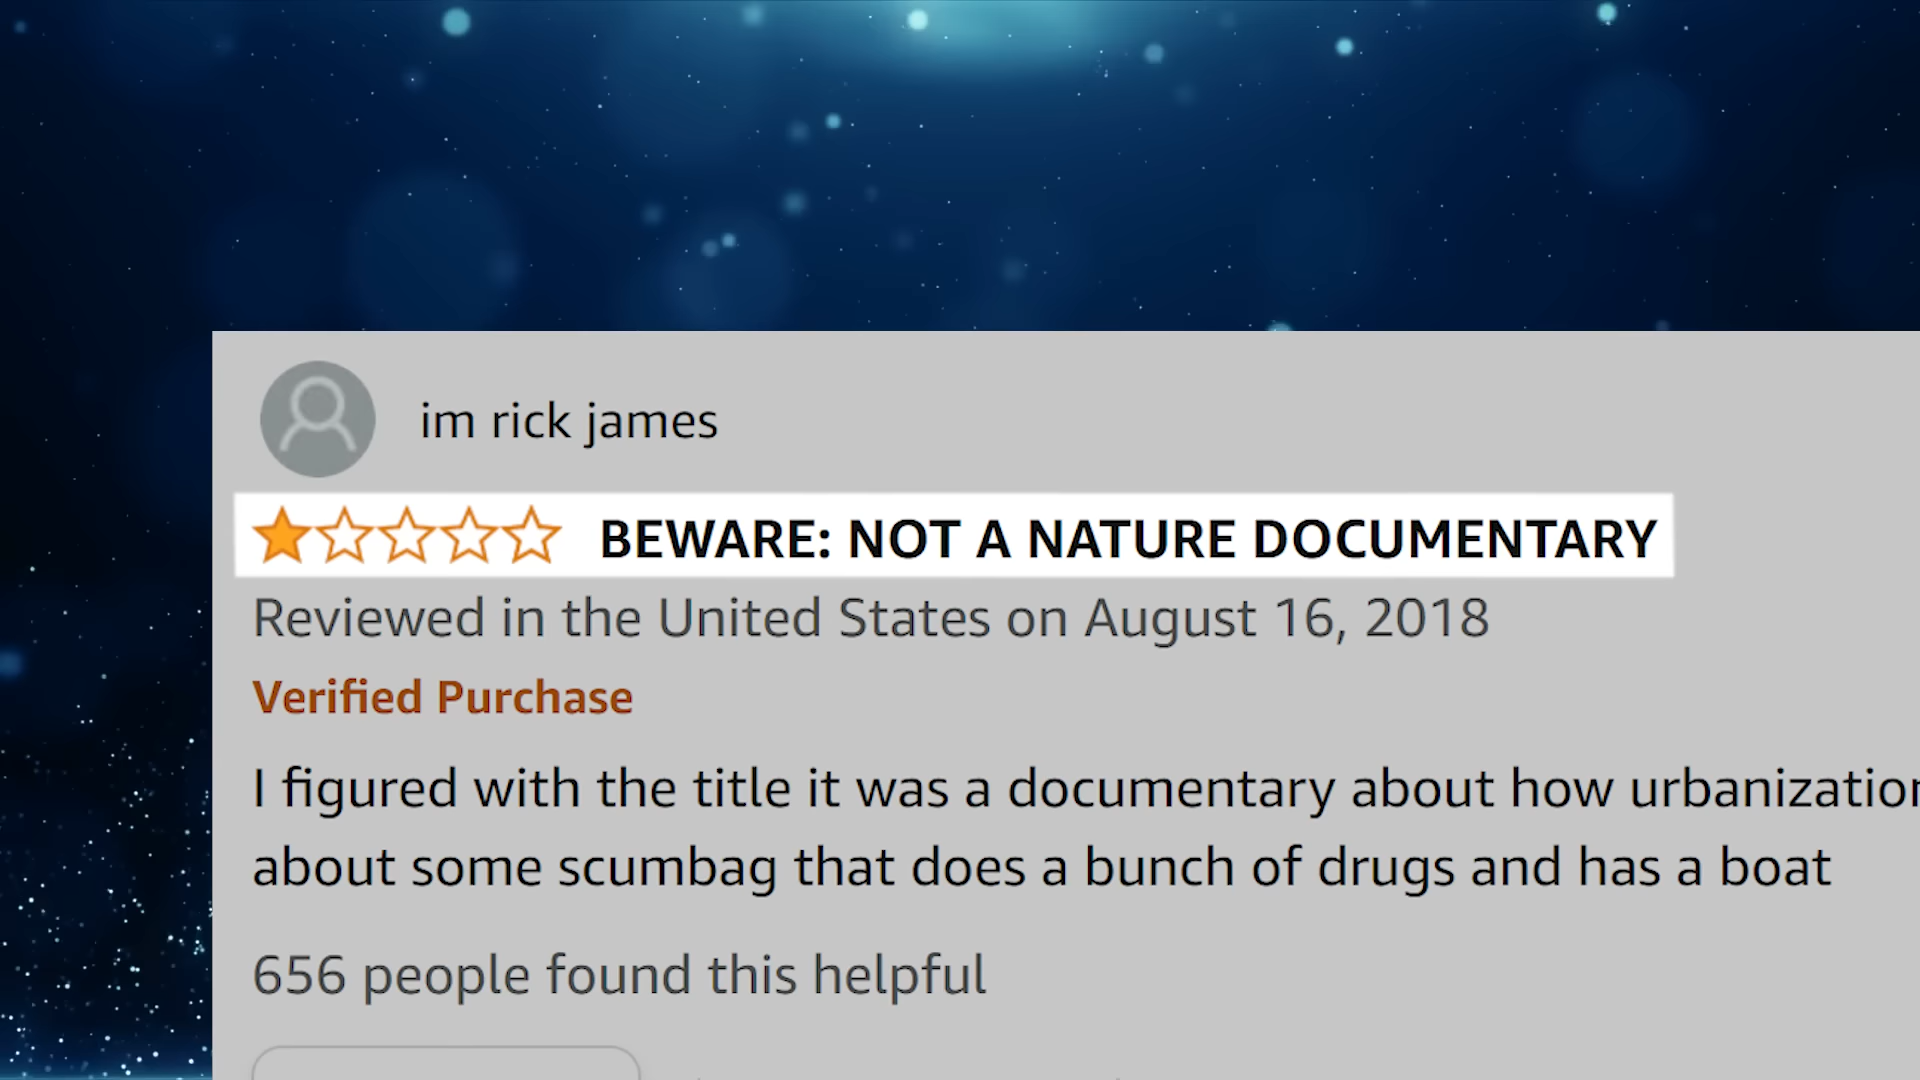 im rick james
BEWARE: NOT A NATURE DOCUMENTARY
Reviewed in the United States on August 16, 2018
Verified Purchase
I figured with the title it was a documentary about how urbanization
about some scumbag that does a bunch of drugs and has a boat
656 people found this helpful